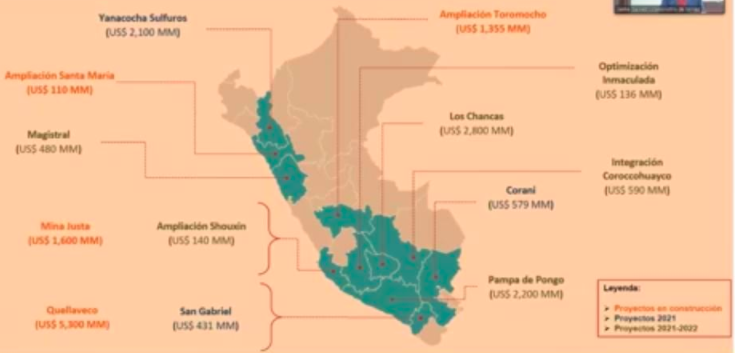 Yanacocha Sulfuros
(US$ 2,100 MM)
Ampliación Toromocho
(US$ 1,355 MM)
Ampliación Santa María
(US$ 110 MM)
Optimización
Inmaculada
(US$ 136 MM)
Los Chancas
(US$ 2,800 MM)
Magistral
(US$ 480 MM)
Integración
Coroccohuayco
(US$ 590 MM)
Corani
(US$ 579 MM)
Mina Justa
(US$ 1,600 MM)
Ampliación Shouxin
(US$ 140 MM)
Pampa de Pongo
(US$ 2,200 MM)
Quellaveco
(US$ 5,300 MM)
San Gabriel
(US$ 431 MM)
Leyenda:
➤ Proyectos en construcción
➤ Proyectos 2021
➤ Proyectos 2021-2022